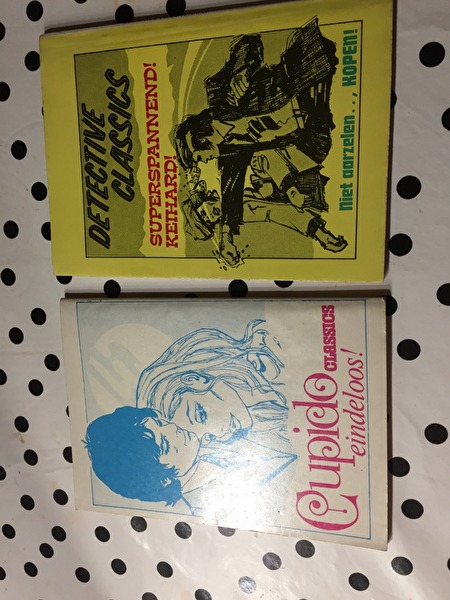 DETECTIVE
CLASSICS
SUPERSPANNEND!
KEIHARD!
Niet aarzelen..., KOPEN!
Cupido
CLASSICS
eindeloos!